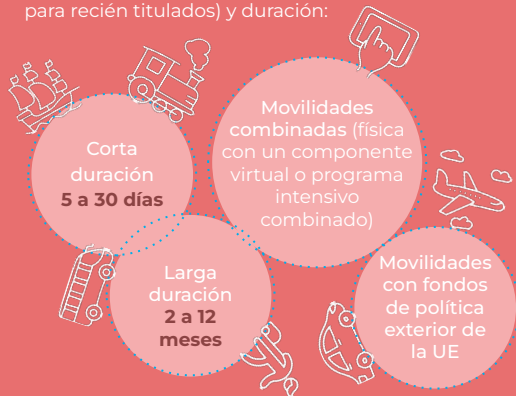 para recién titulados) y duración:
Corta
duración
5 a 30 días
Movilidades
combinadas (física
con un componente
virtual o programa
intensivo
combinado)
Larga
duración
2 a 12
meses
Movilidades
con fondos
de política
exterior de
la UE